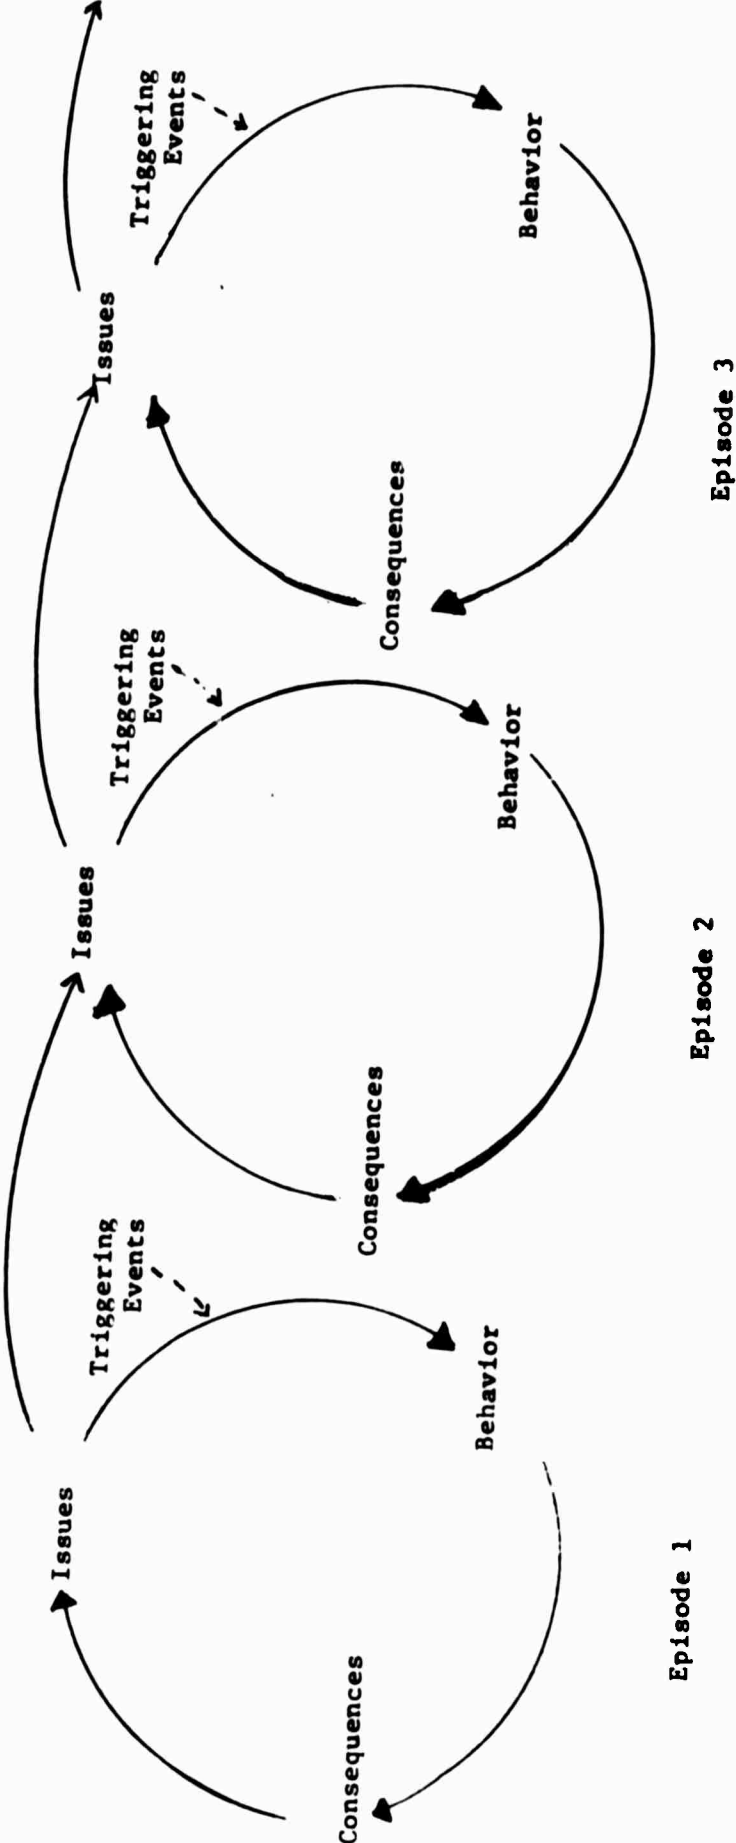 Issues
Triggering
Events
Behavior
Consequences
Episode 1
Issues
Triggering
Events
Behavior
Consequences
Episode 2
Issues
Triggering
Events
Behavior
Consequences
Episode 3